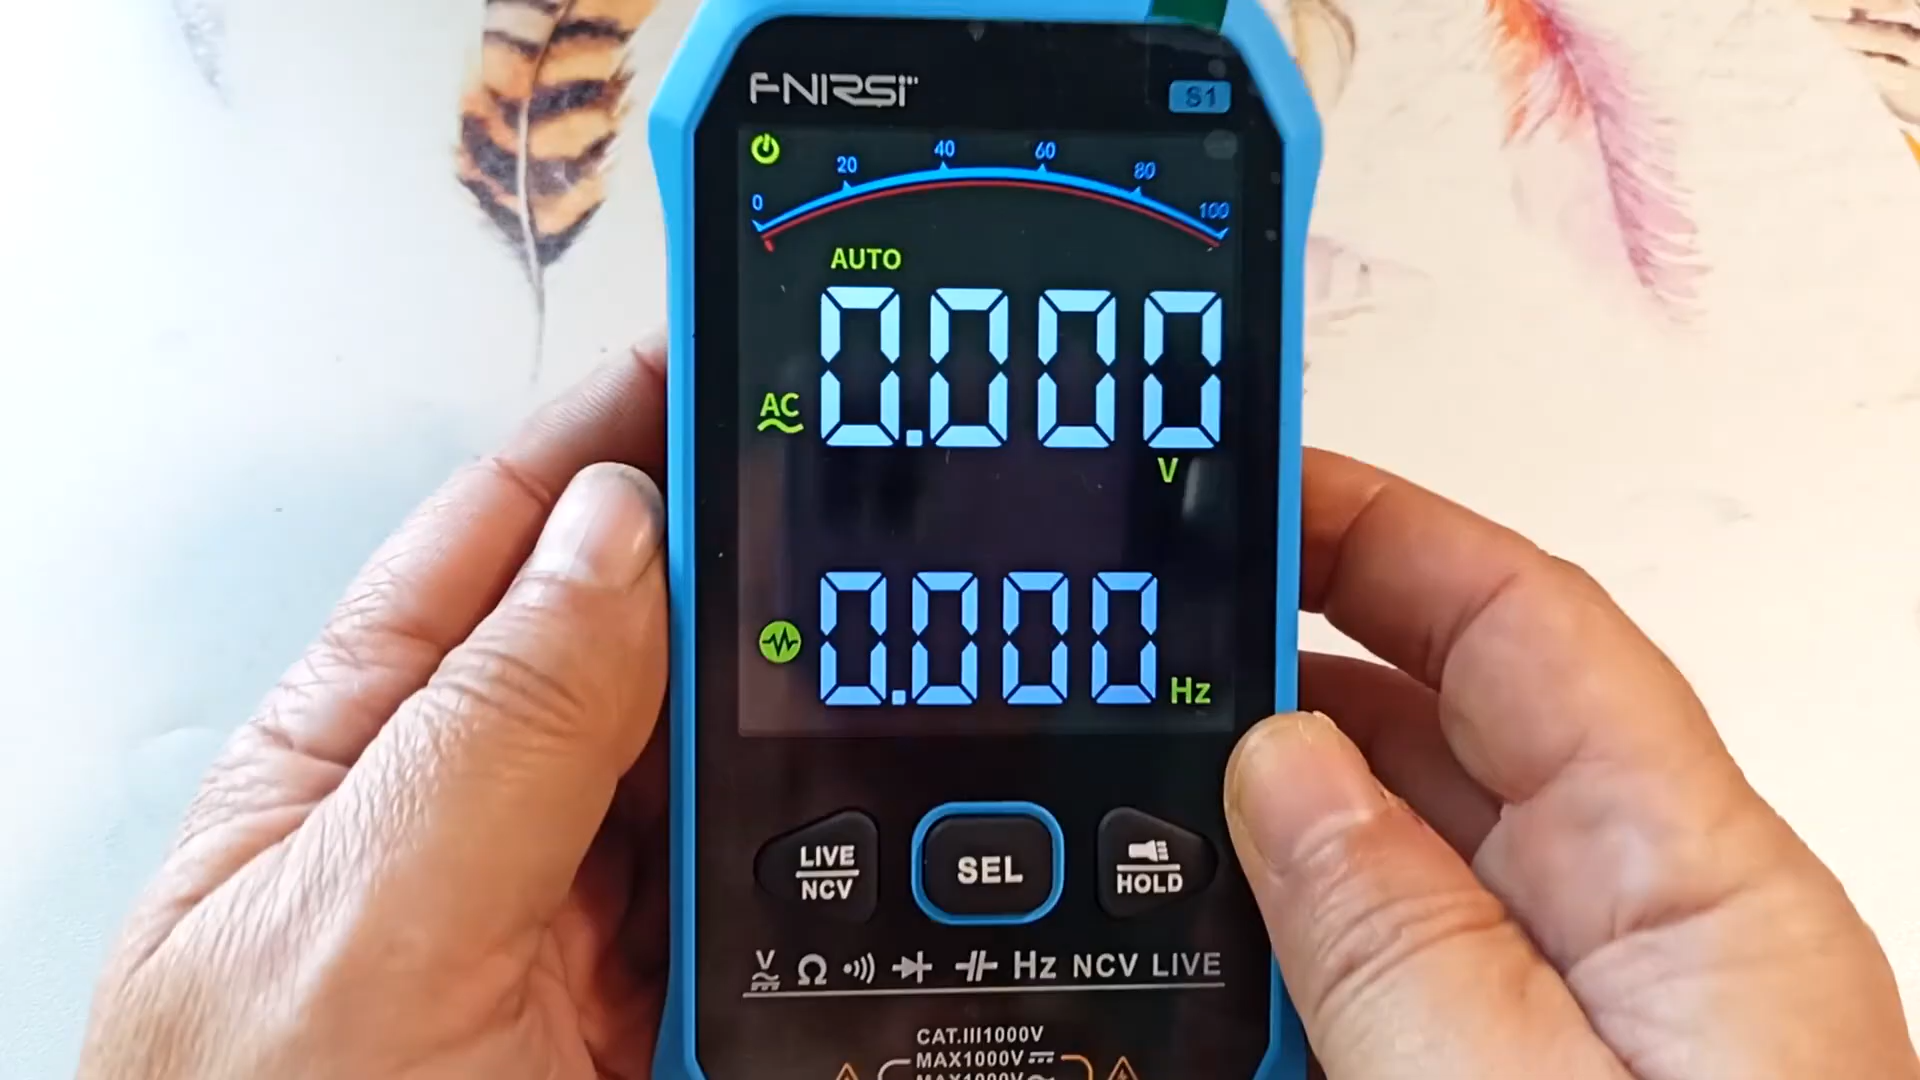 FNIRSI
S1
0 20 40 60 80 100
AUTO
AC 0.000
V
0.000 Hz
LIVE
NCV
SEL
HOLD
V Ω Hz NCV LIVE
CAT.III1000V
MAX1000V
MAX1000V